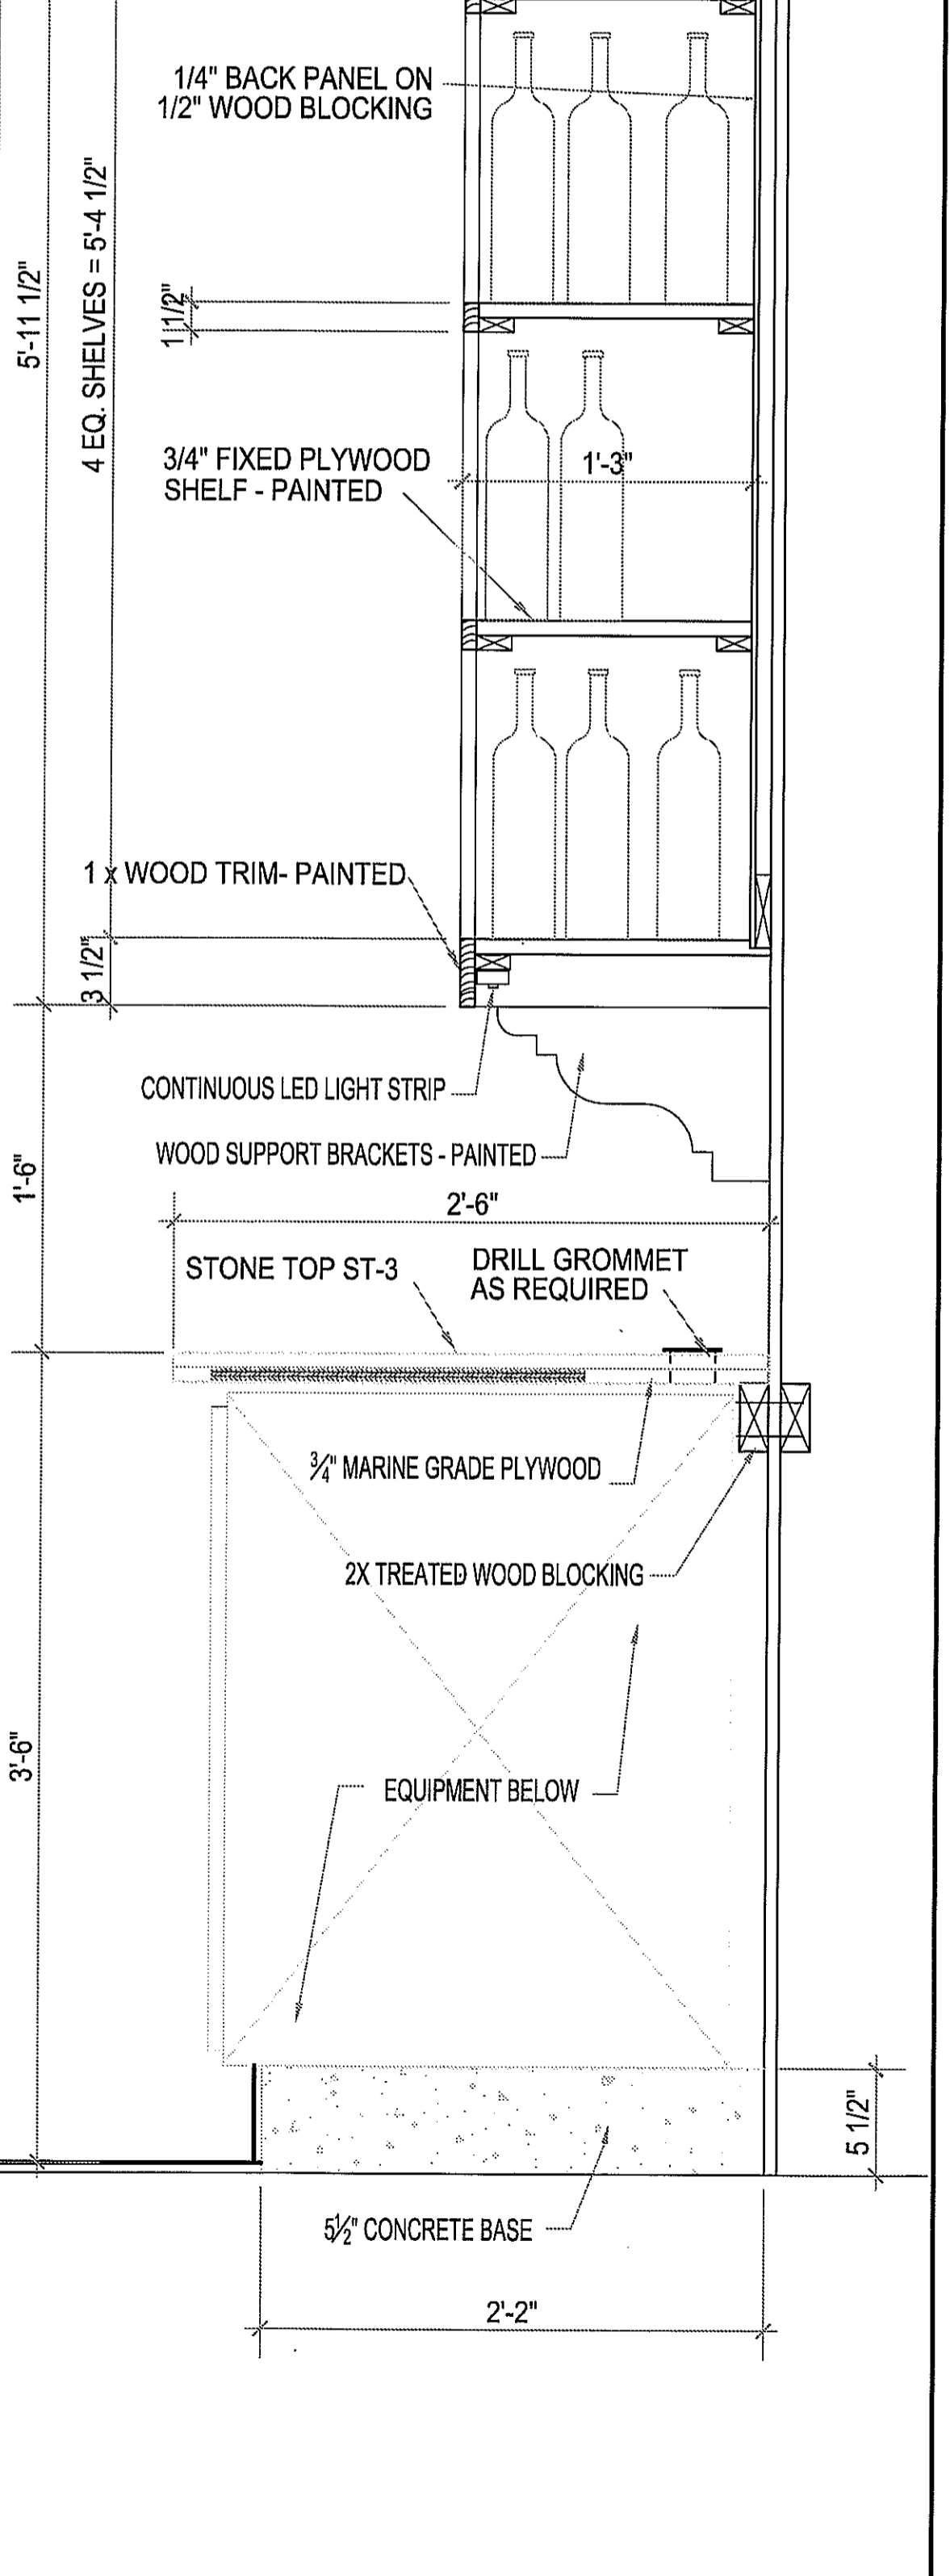 1/4" BACK PANEL ON
1/2" WOOD BLOCKING
5'-11 1/2"
4 EQ. SHELVES = 5'-4 1/2"
1 1/2"
3/4" FIXED PLYWOOD
SHELF - PAINTED
1'-3"
1 x WOOD TRIM- PAINTED
3 1/2"
CONTINUOUS LED LIGHT STRIP
WOOD SUPPORT BRACKETS - PAINTED
1'-6"
2'-6"
STONE TOP ST-3
DRILL GROMMET
AS REQUIRED
3/4" MARINE GRADE PLYWOOD
2X TREATED WOOD BLOCKING
3'-6"
EQUIPMENT BELOW
5 1/2"
5 1/2" CONCRETE BASE
2'-2"